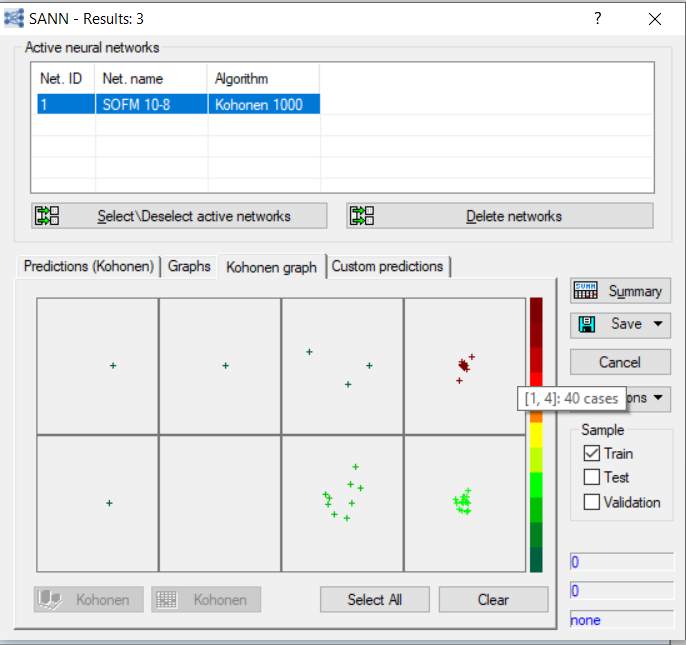 SANN - Results: 3
?
Active neural networks
Net. ID Net. name Algorithm
1 SOFM 10-8 Kohonen 1000
Select\Deselect active networks Delete networks
Predictions (Kohonen) Graphs Kohonen graph Custom predictions
Summary
Save
Cancel
[1, 4]: 40 cases ons
Sample
Train
Test
Validation
0
0
none
Kohonen Kohonen Select All Clear